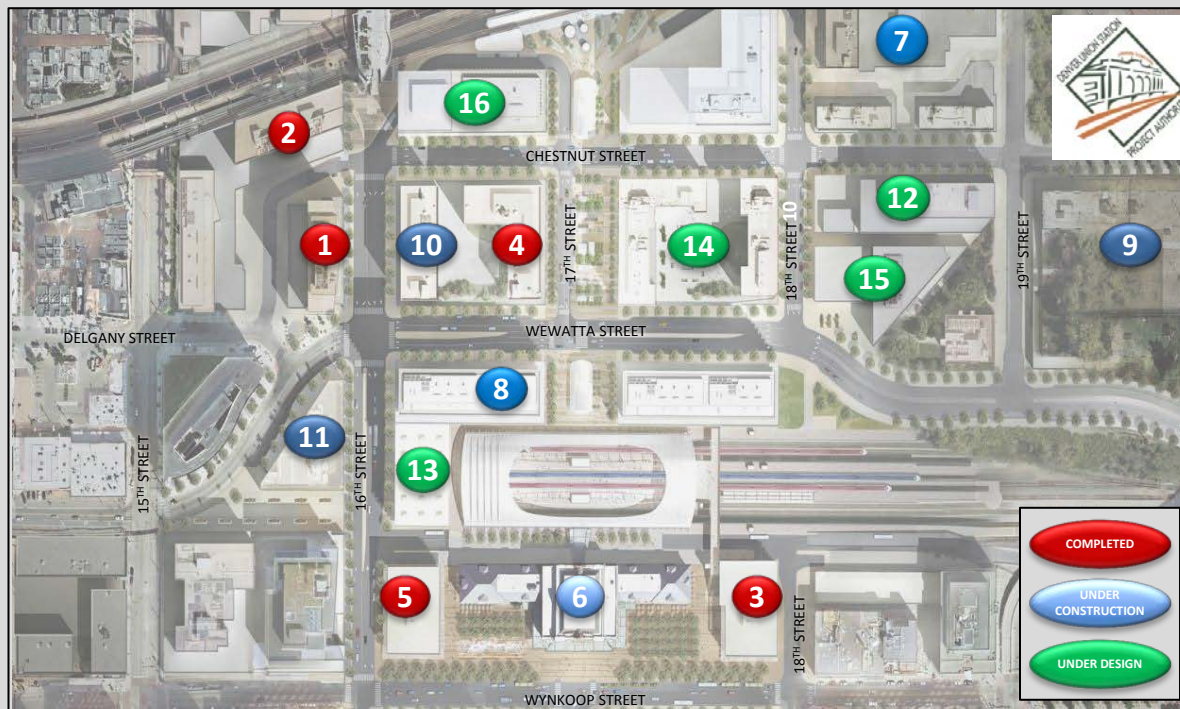 7
DENVER UNION STATION
PROJECT AUTHORITY
16
2
CHESTNUT STREET
12
1
10
4
17TH STREET
14
18TH STREET 10
15
19TH STREET
9
DELGANY STREET
WEWATTA STREET
8
11
13
15TH STREET
16TH STREET
5
6
3
18TH STREET
WYNKOOP STREET
COMPLETED
UNDER
CONSTRUCTION
UNDER DESIGN